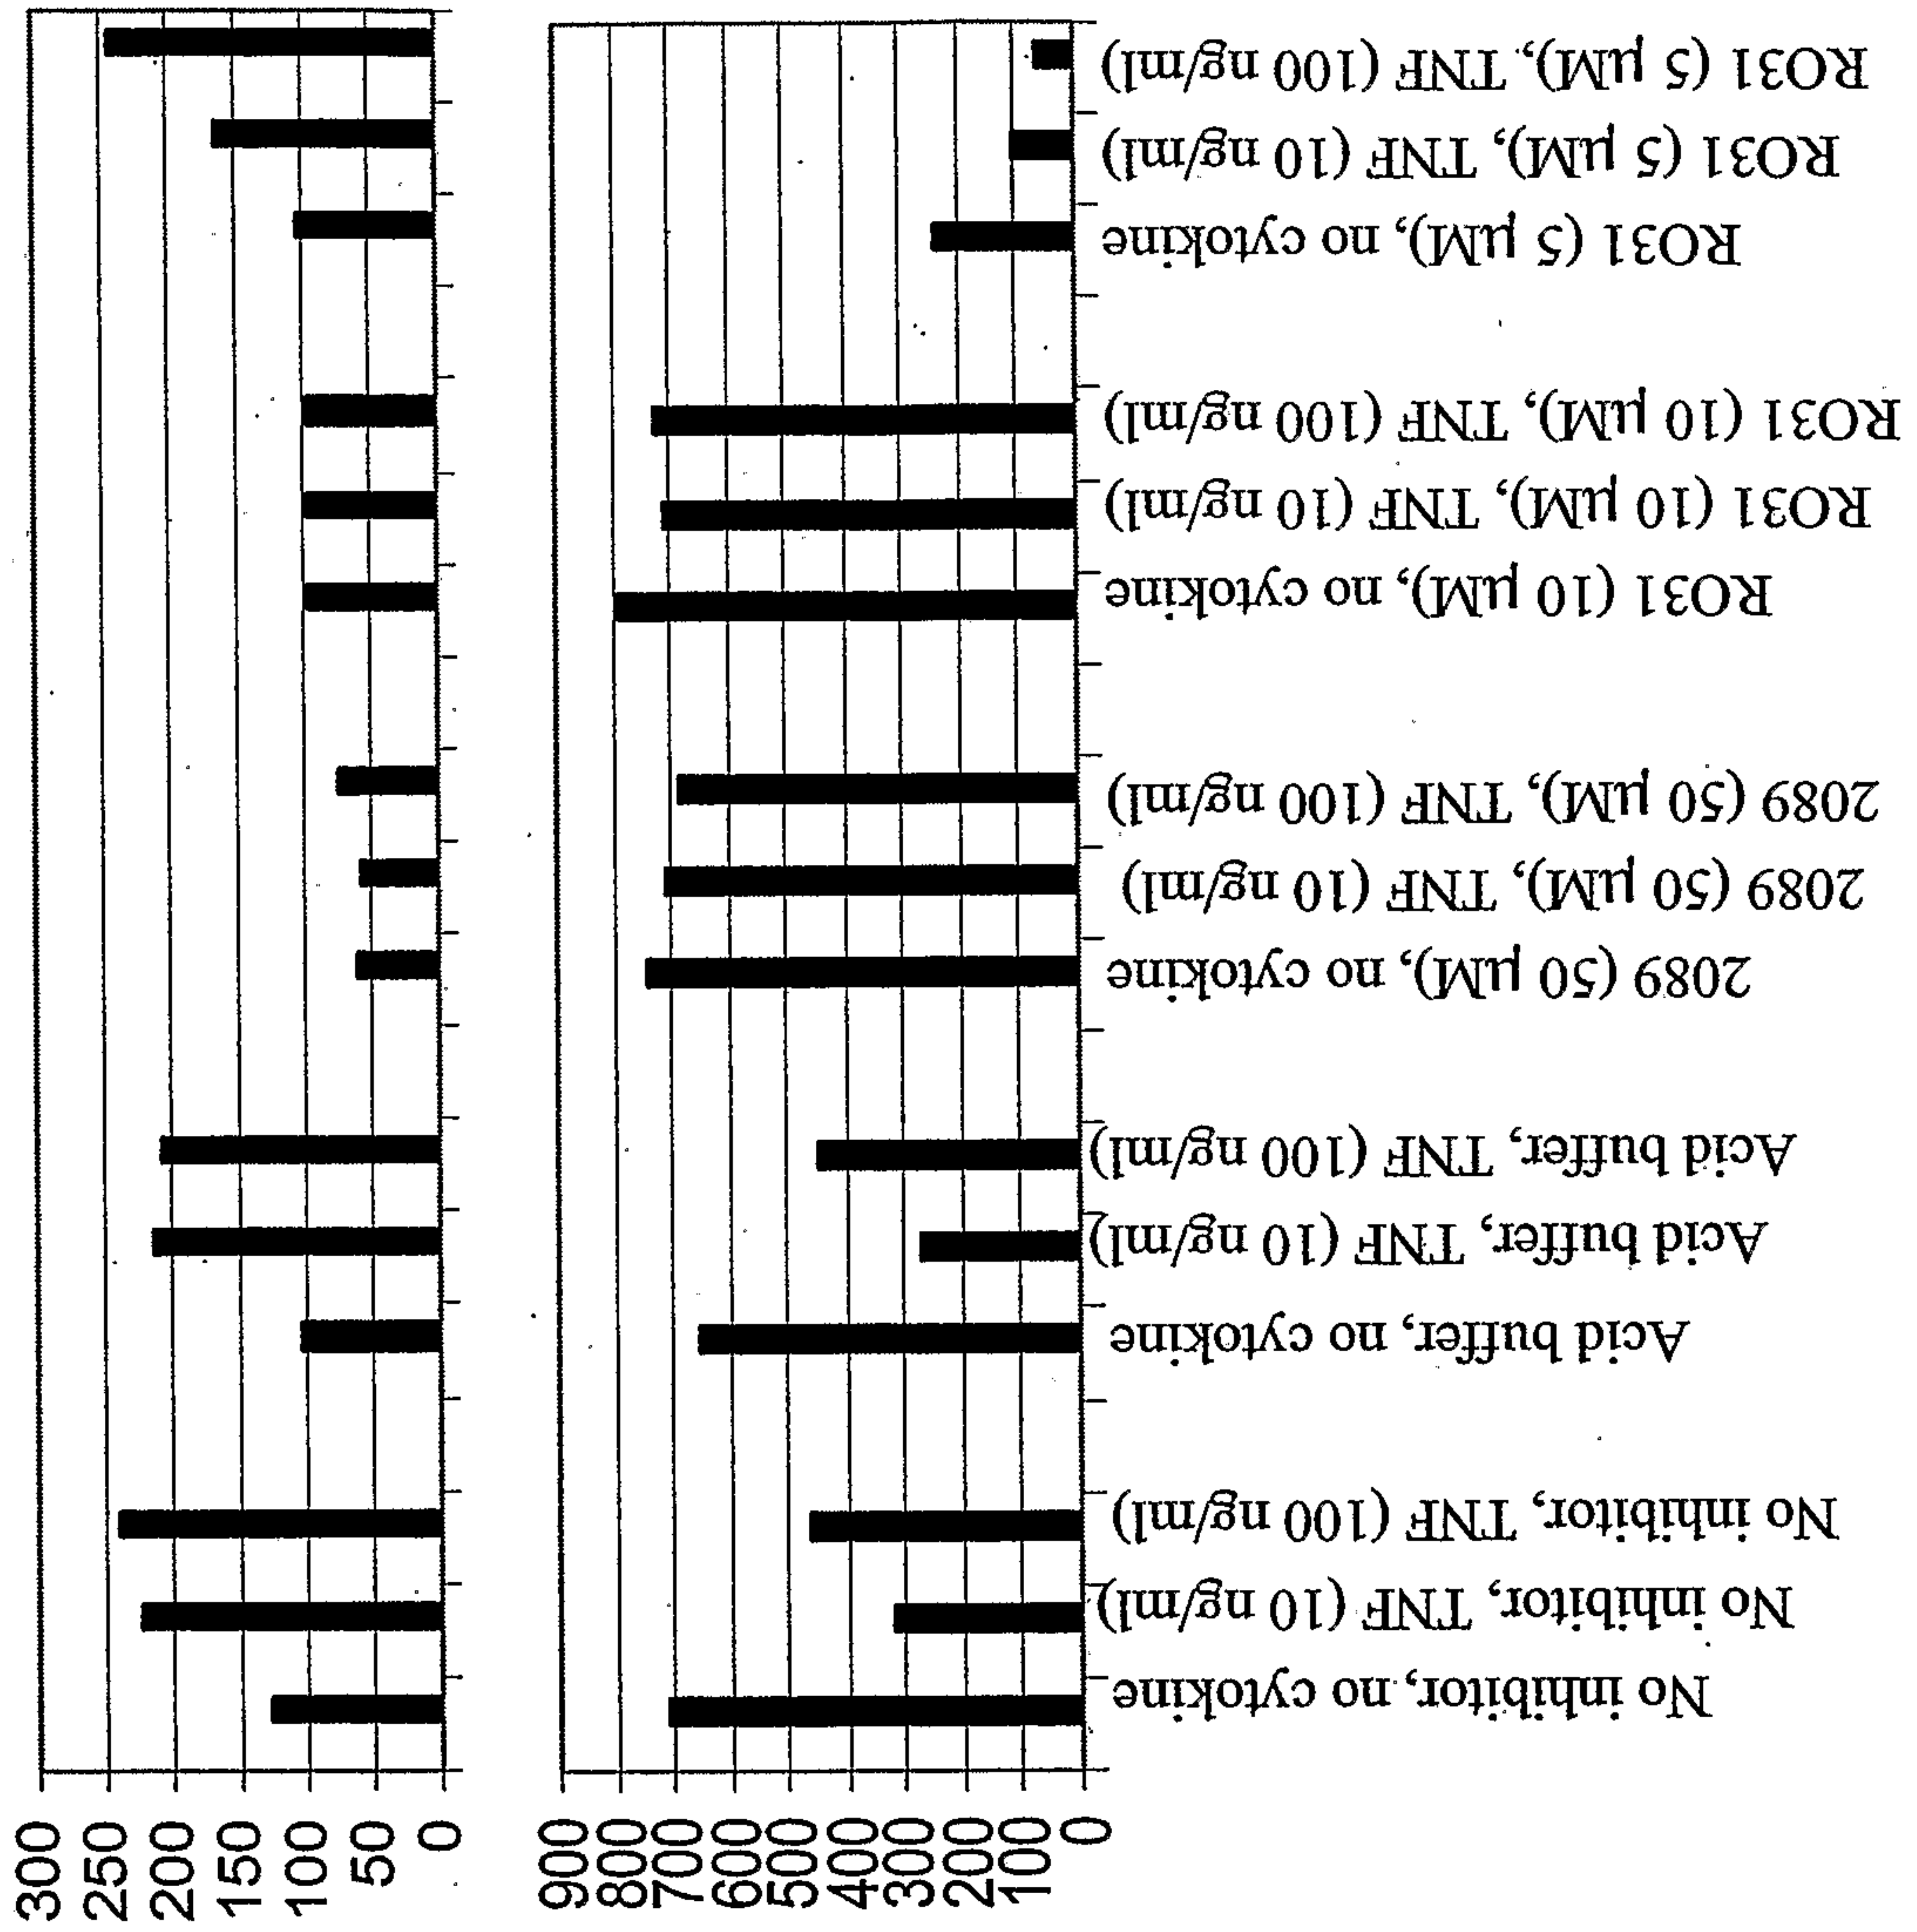 300
250
200
150
100
50
0
900
800
700
600
500
400
300
200
100
0
No inhibitor, no cytokine
No inhibitor, TNF (10 ng/ml)
No inhibitor, TNF (100 ng/ml)
Acid buffer, no cytokine
Acid buffer, TNF (10 ng/ml)
Acid buffer, TNF (100 ng/ml)
2089 (50 µM), no cytokine
2089 (50 µM), TNF (10 ng/ml)
2089 (50 µM), TNF (100 ng/ml)
RO31 (10 µM), no cytokine
RO31 (10 µM), TNF (10 ng/ml)
RO31 (10 µM), TNF (100 ng/ml)
RO31 (5 µM), no cytokine
RO31 (5 µM), TNF (10 ng/ml)
RO31 (5 µM), TNF (100 ng/ml)